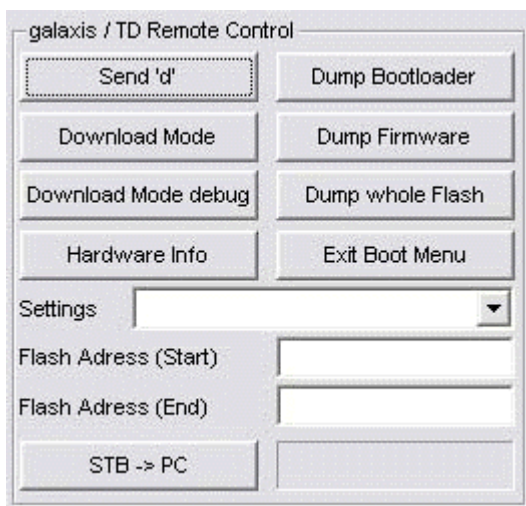 galaxis / TD Remote Control
Send 'd' Dump Bootloader
Download Mode Dump Firmware
Download Mode debug Dump whole Flash
Hardware Info Exit Boot Menu
Settings
Flash Adress (Start)
Flash Adress (End)
STB -> PC